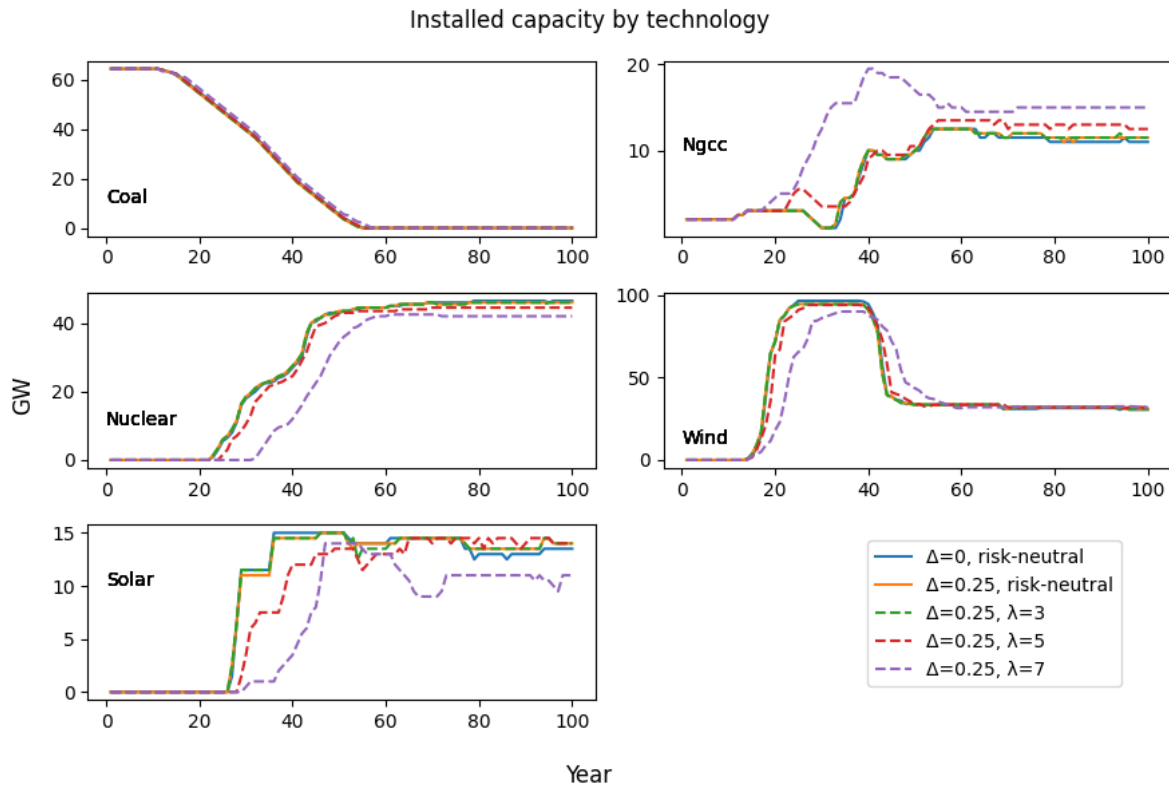 Installed capacity by technology
60
40
20
0
Coal
0 20 40 60 80 100
20
10
Ngcc
0 20 40 60 80 100
GW
40
20
0
Nuclear
0 20 40 60 80 100
100
50
0
Wind
0 20 40 60 80 100
15
10
5
0
Solar
0 20 40 60 80 100
Δ=0, risk-neutral
Δ=0.25, risk-neutral
Δ=0.25, λ=3
Δ=0.25, λ=5
Δ=0.25, λ=7
Year